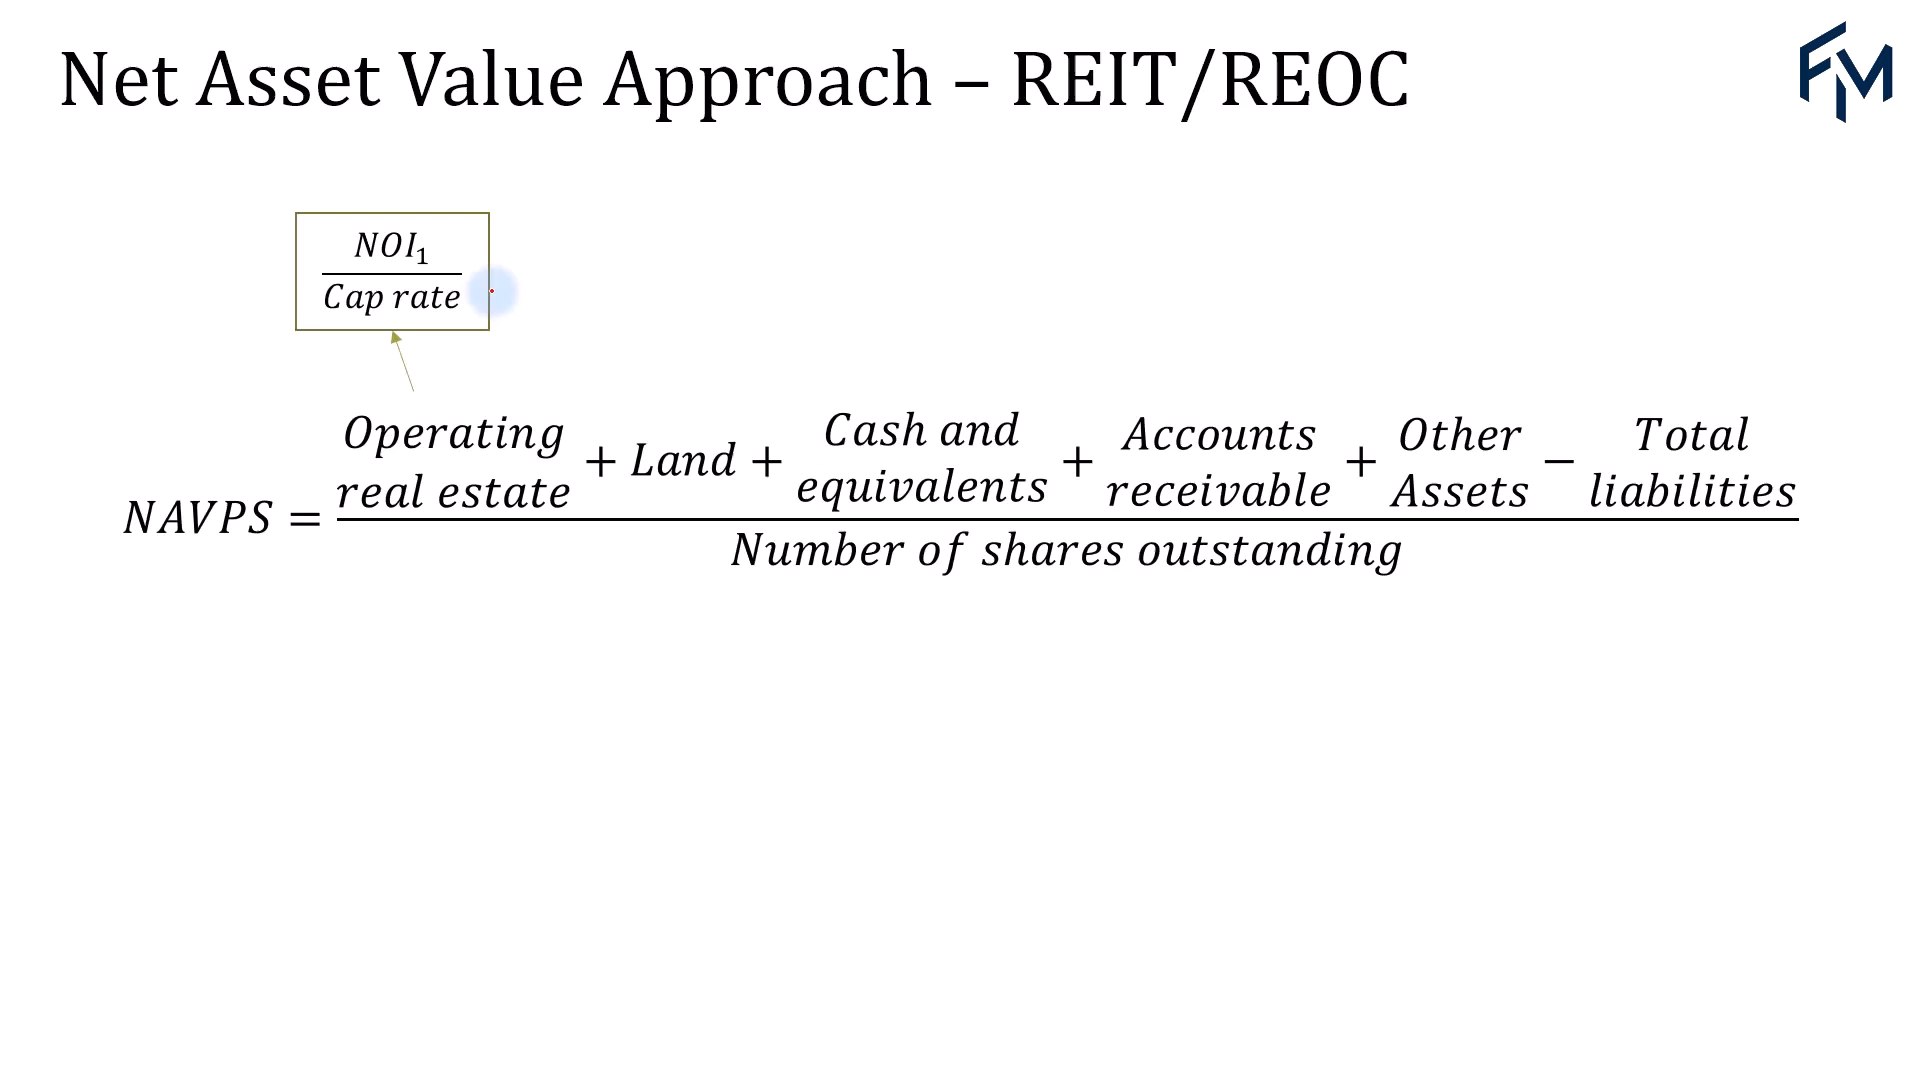 Net Asset Value Approach – REIT/REOC
FM
NOI₁
Cap rate
NAVPS = Operating real estate + Land + Cash and equivalents + Accounts receivable + Other Assets − Total liabilities
Number of shares outstanding